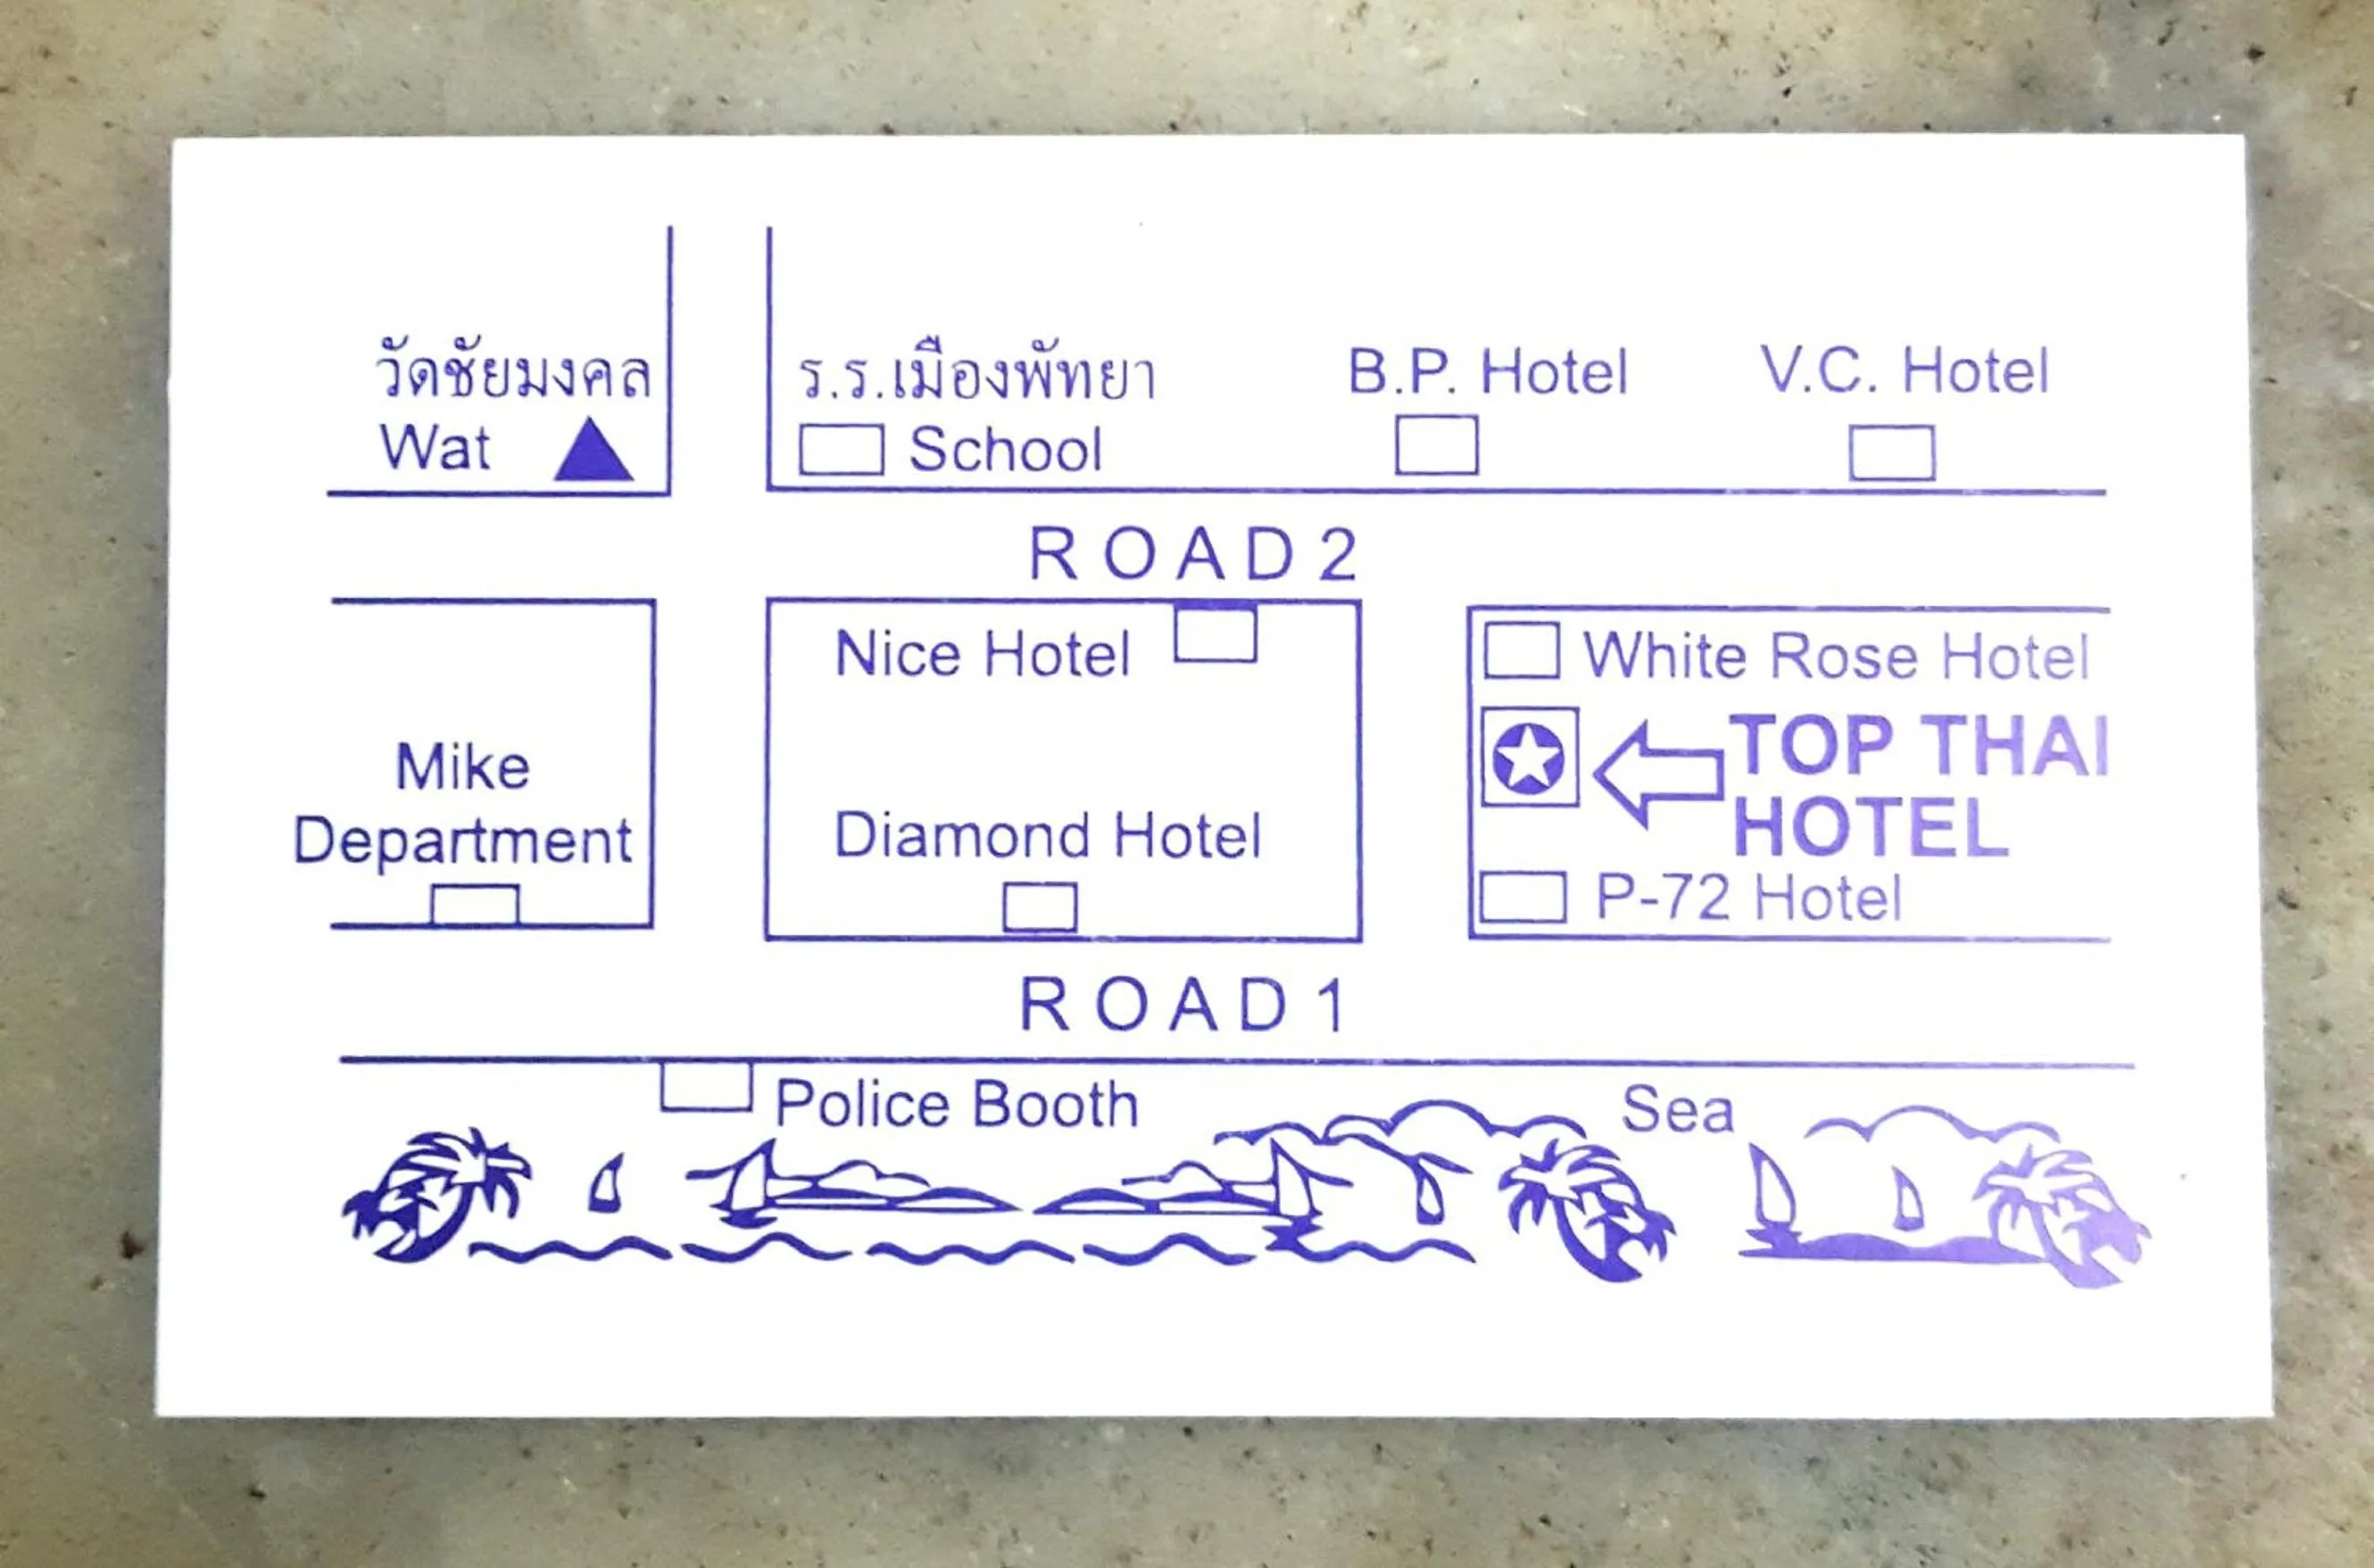 วัดชัยมงคล
Wat
ร.ร.เมืองพัทยา
School
B.P. Hotel
V.C. Hotel
ROAD 2
Nice Hotel
White Rose Hotel
TOP THAI
HOTEL
Mike
Department
Diamond Hotel
P-72 Hotel
ROAD 1
Police Booth
Sea